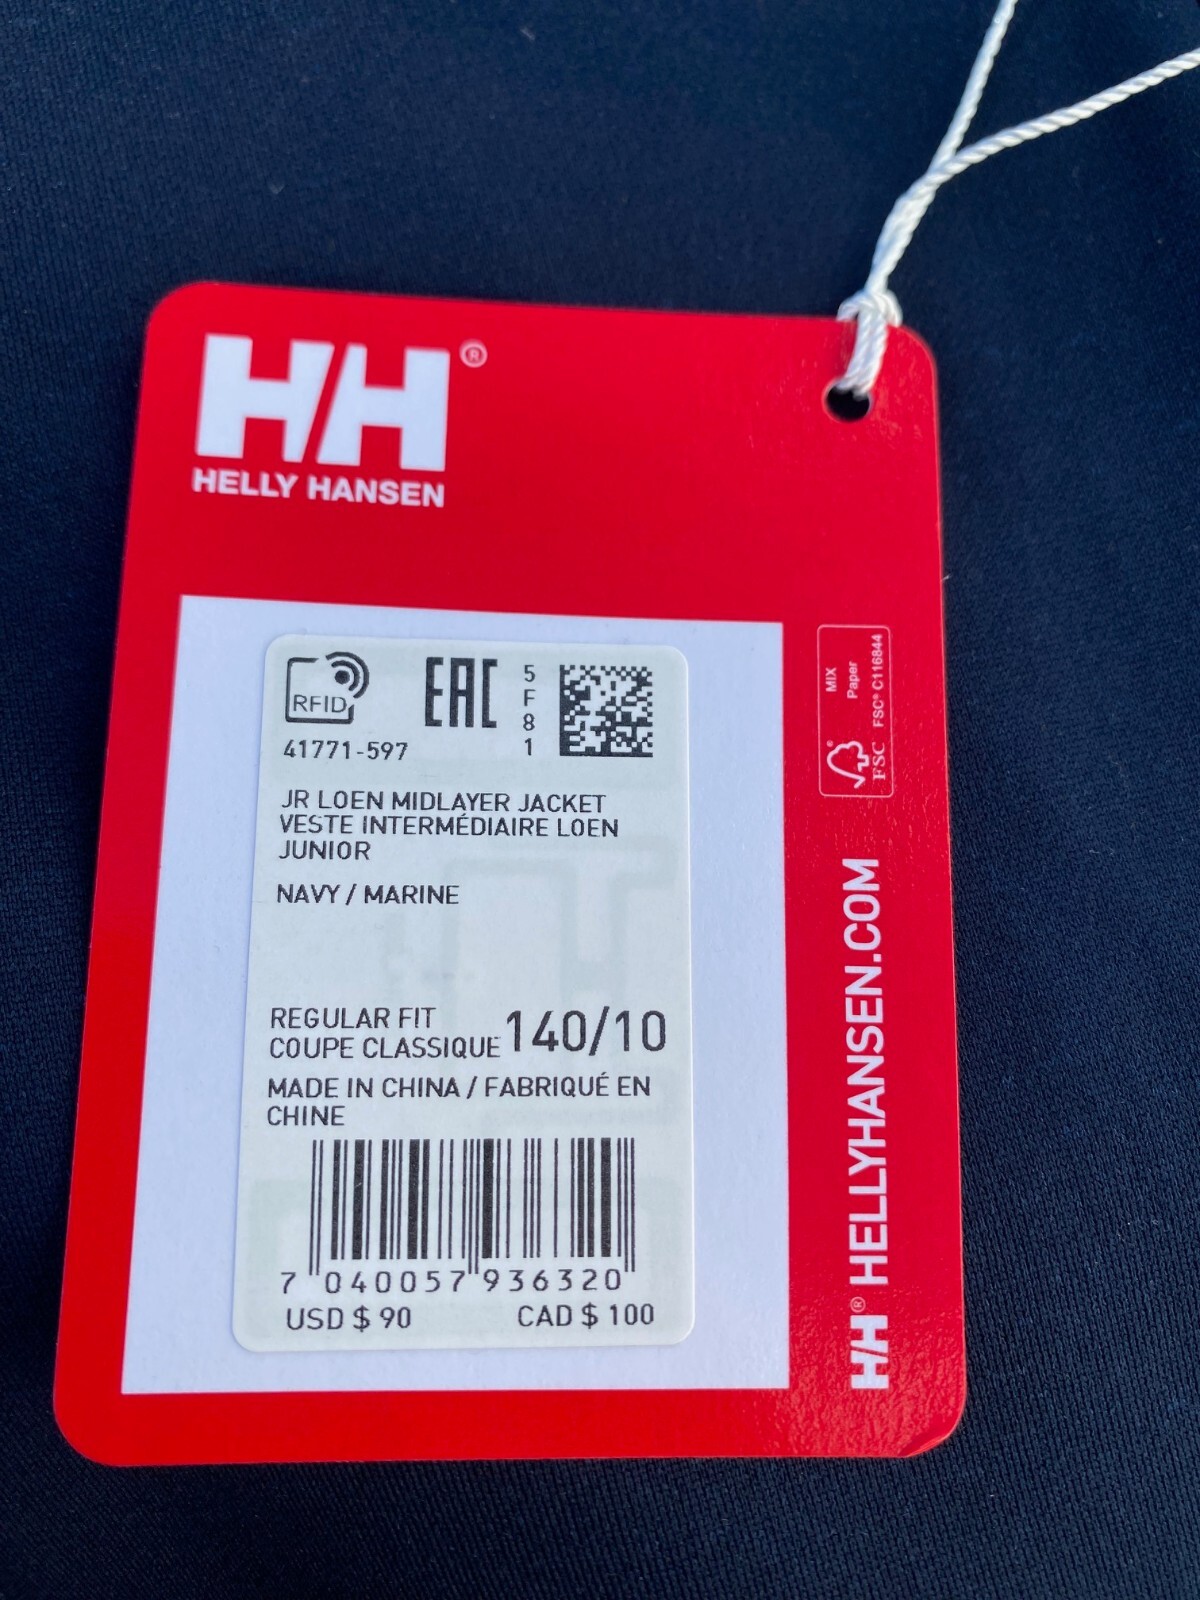 HH®
HELLY HANSEN
RFID
EAC
5
F
8
1
41771-597
JR LOEN MIDLAYER JACKET
VESTE INTERMÉDIAIRE LOEN
JUNIOR
NAVY / MARINE
REGULAR FIT
COUPE CLASSIQUE
140/10
MADE IN CHINA / FABRIQUÉ EN
CHINE
7 040057 936320
USD $ 90 CAD $ 100
MIX
Paper
FSC® C116844
FSC
HH® HELLYHANSEN.COM